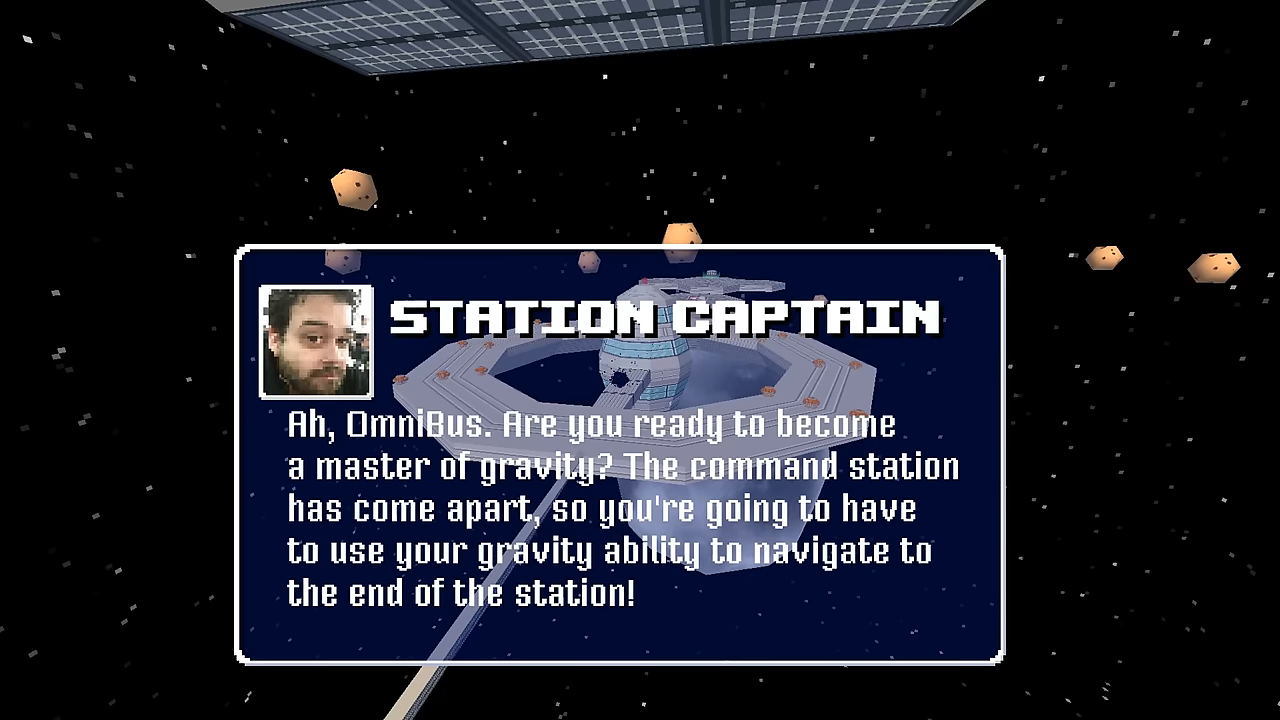 STATION CAPTAIN
Ah, OmniBus. Are you ready to become
a master of gravity? The command station
has come apart, so you're going to have
to use your gravity ability to navigate to
the end of the station!